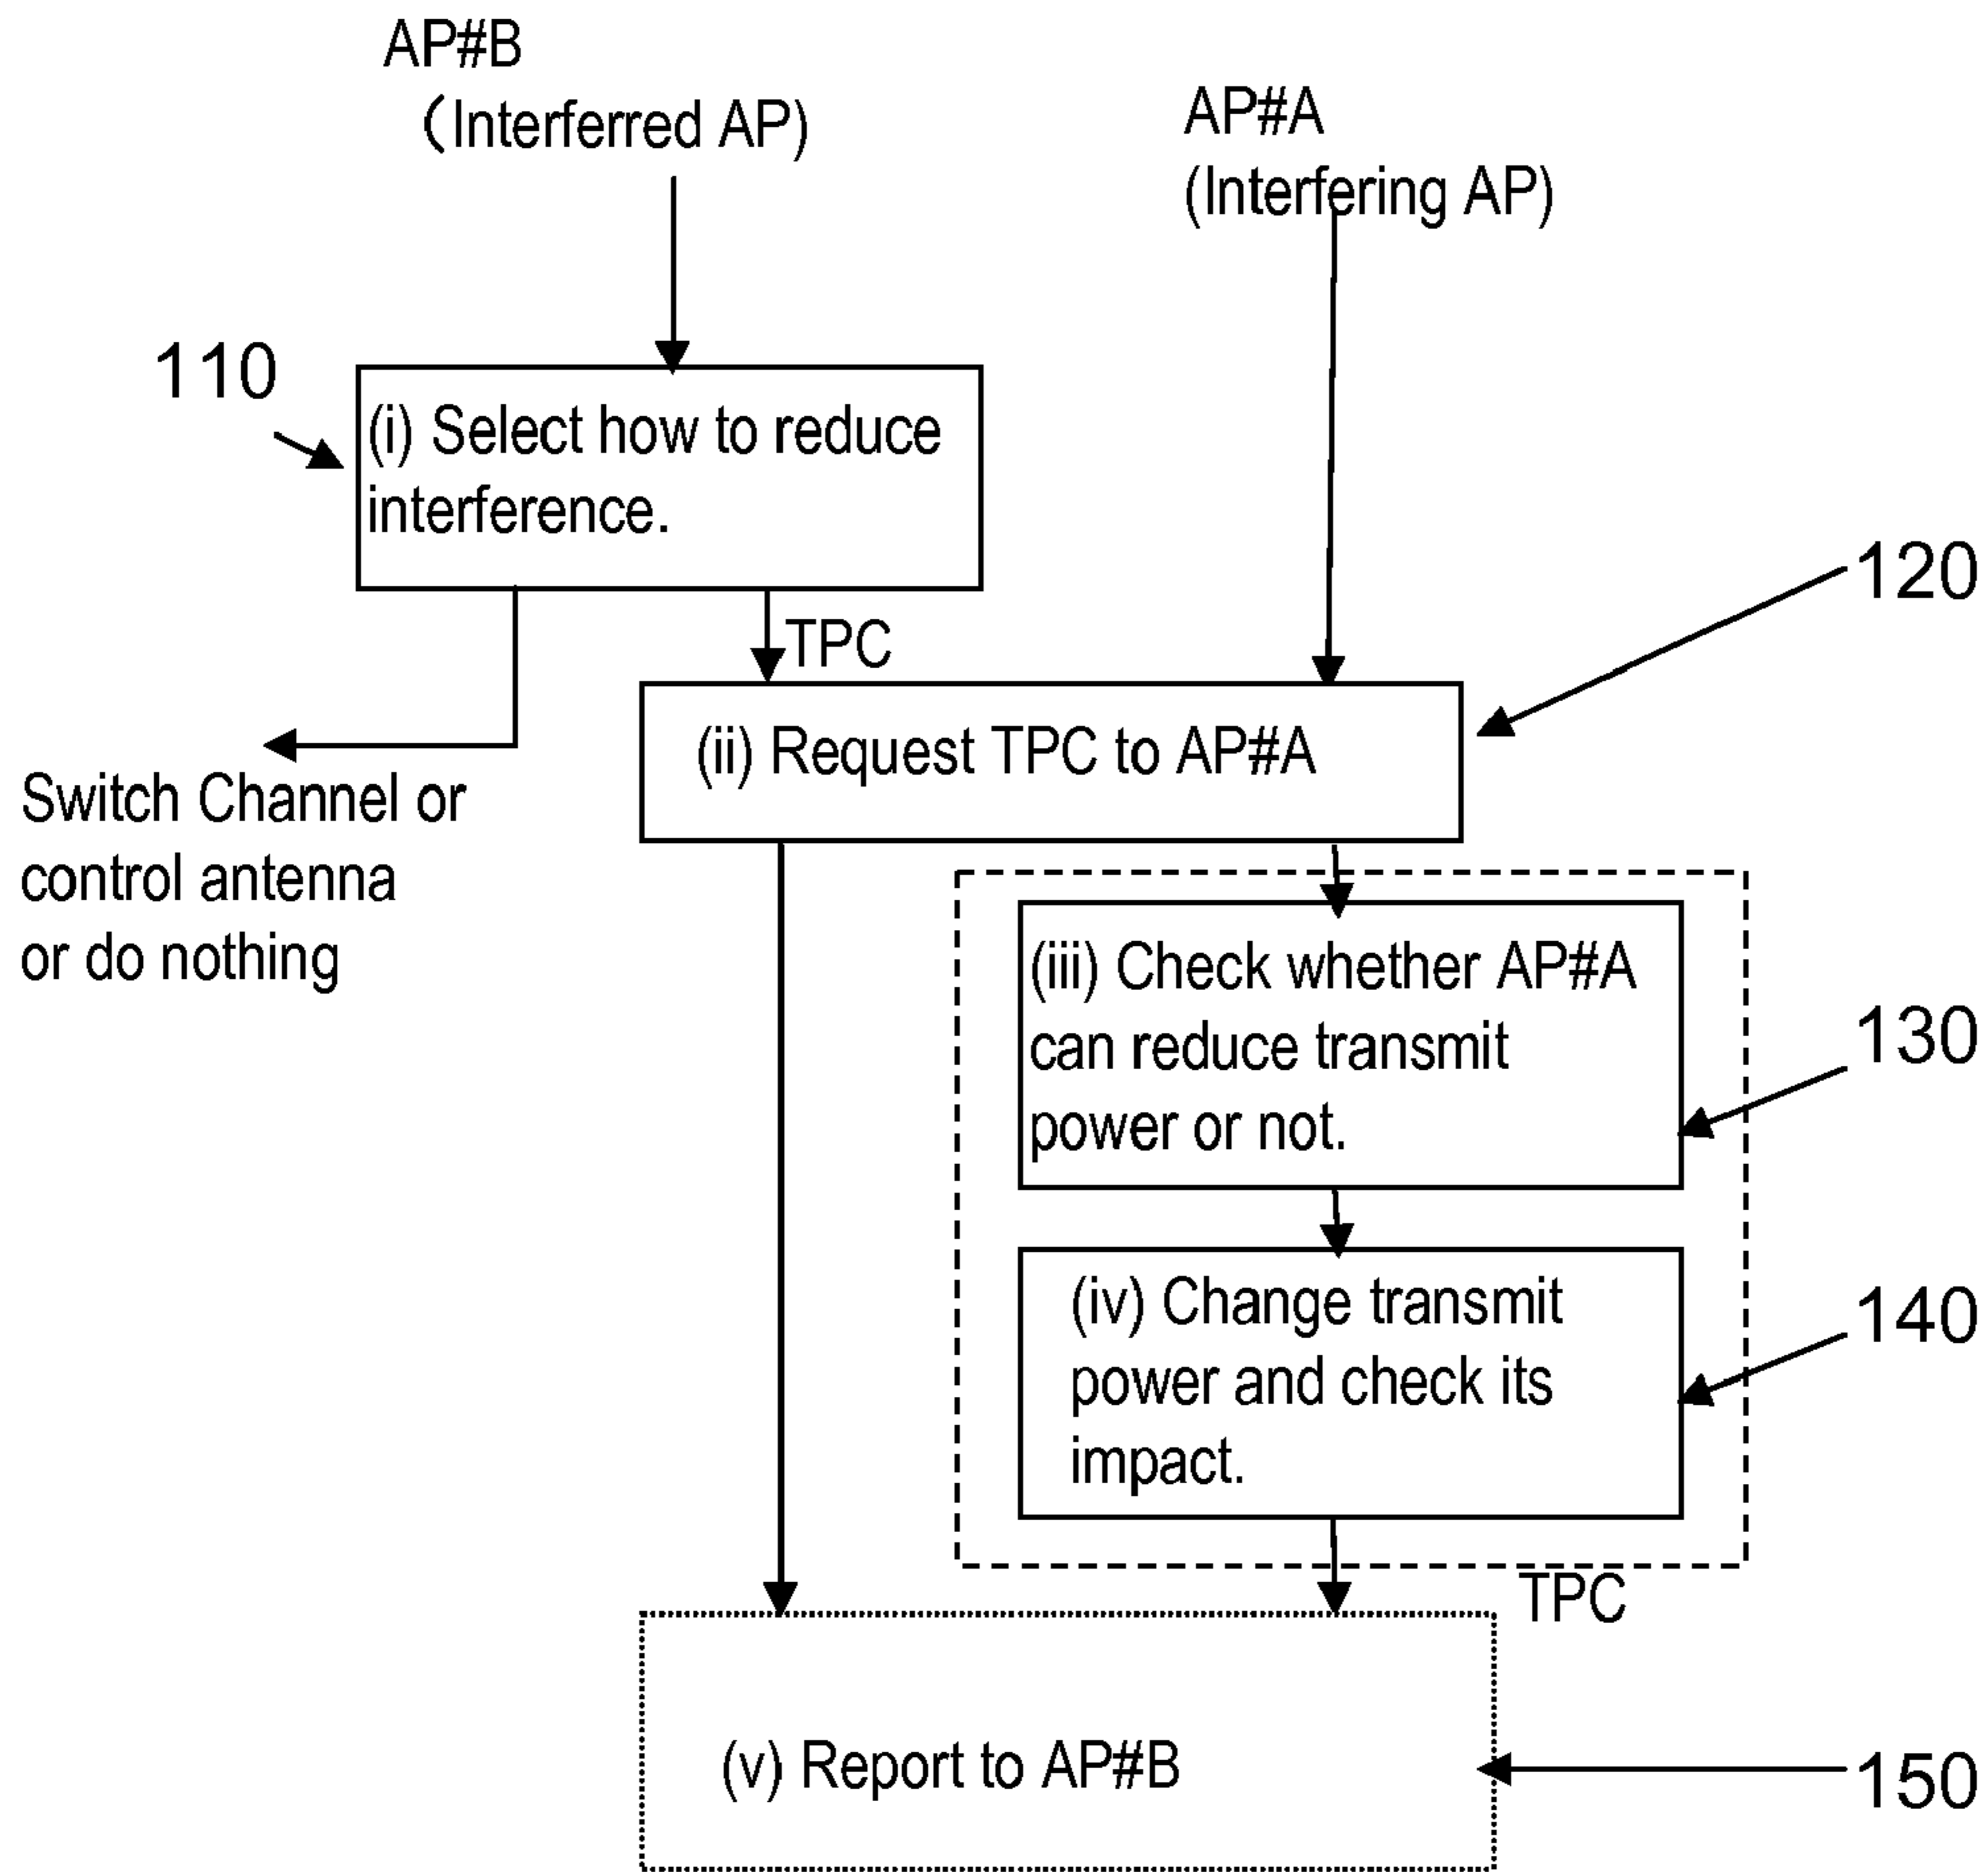 AP#B
(Interferred AP)
AP#A
(Interfering AP)
110
(i) Select how to reduce
interference.
120
TPC
(ii) Request TPC to AP#A
Switch Channel or
control antenna
or do nothing
(iii) Check whether AP#A
can reduce transmit
power or not.
130
(iv) Change transmit
power and check its
impact.
140
TPC
(v) Report to AP#B
150